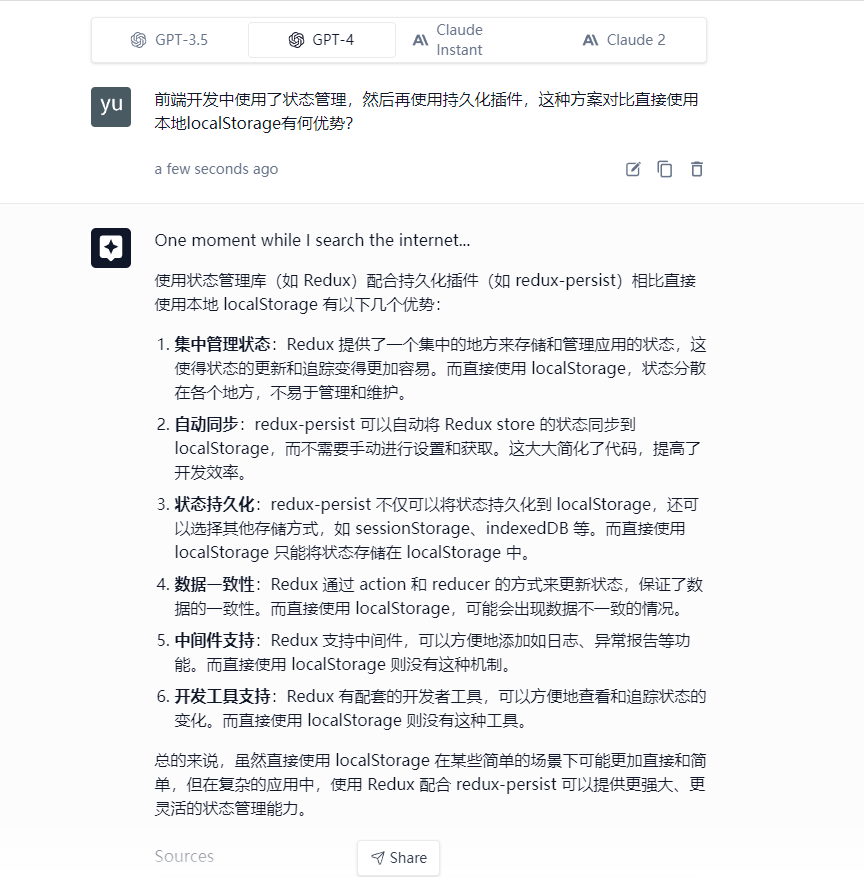 GPT-3.5
GPT-4
Claude
Instant
Claude 2
yu
前端开发中使用了状态管理，然后再使用持久化插件，这种方案对比直接使用
本地localStorage有何优势？
a few seconds ago
One moment while I search the internet...
使用状态管理库（如 Redux）配合持久化插件（如 redux-persist）相比直接
使用本地 localStorage 有以下几个优势：
1. 集中管理状态：Redux 提供了一个集中的地方来存储和管理应用的状态，这
使得状态的更新和追踪变得更加容易。而直接使用 localStorage，状态分散
在各个地方，不易于管理和维护。
2. 自动同步：redux-persist 可以自动将 Redux store 的状态同步到
localStorage，而不需要手动进行设置和获取。这大大简化了代码，提高了
开发效率。
3. 状态持久化：redux-persist 不仅可以将状态持久化到 localStorage，还可
以选择其他存储方式，如 sessionStorage、indexedDB 等。而直接使用
localStorage 只能将状态存储在 localStorage 中。
4. 数据一致性：Redux 通过 action 和 reducer 的方式来更新状态，保证了数
据的一致性。而直接使用 localStorage，可能会出现数据不一致的情况。
5. 中间件支持：Redux 支持中间件，可以方便地添加如日志、异常报告等功
能。而直接使用 localStorage 则没有这种机制。
6. 开发工具支持：Redux 有配套的开发者工具，可以方便地查看和追踪状态的
变化。而直接使用 localStorage 则没有这种工具。
总的来说，虽然直接使用 localStorage 在某些简单的场景下可能更加直接和简
单，但在复杂的应用中，使用 Redux 配合 redux-persist 可以提供更强大、更
灵活的状态管理能力。
Sources
Share